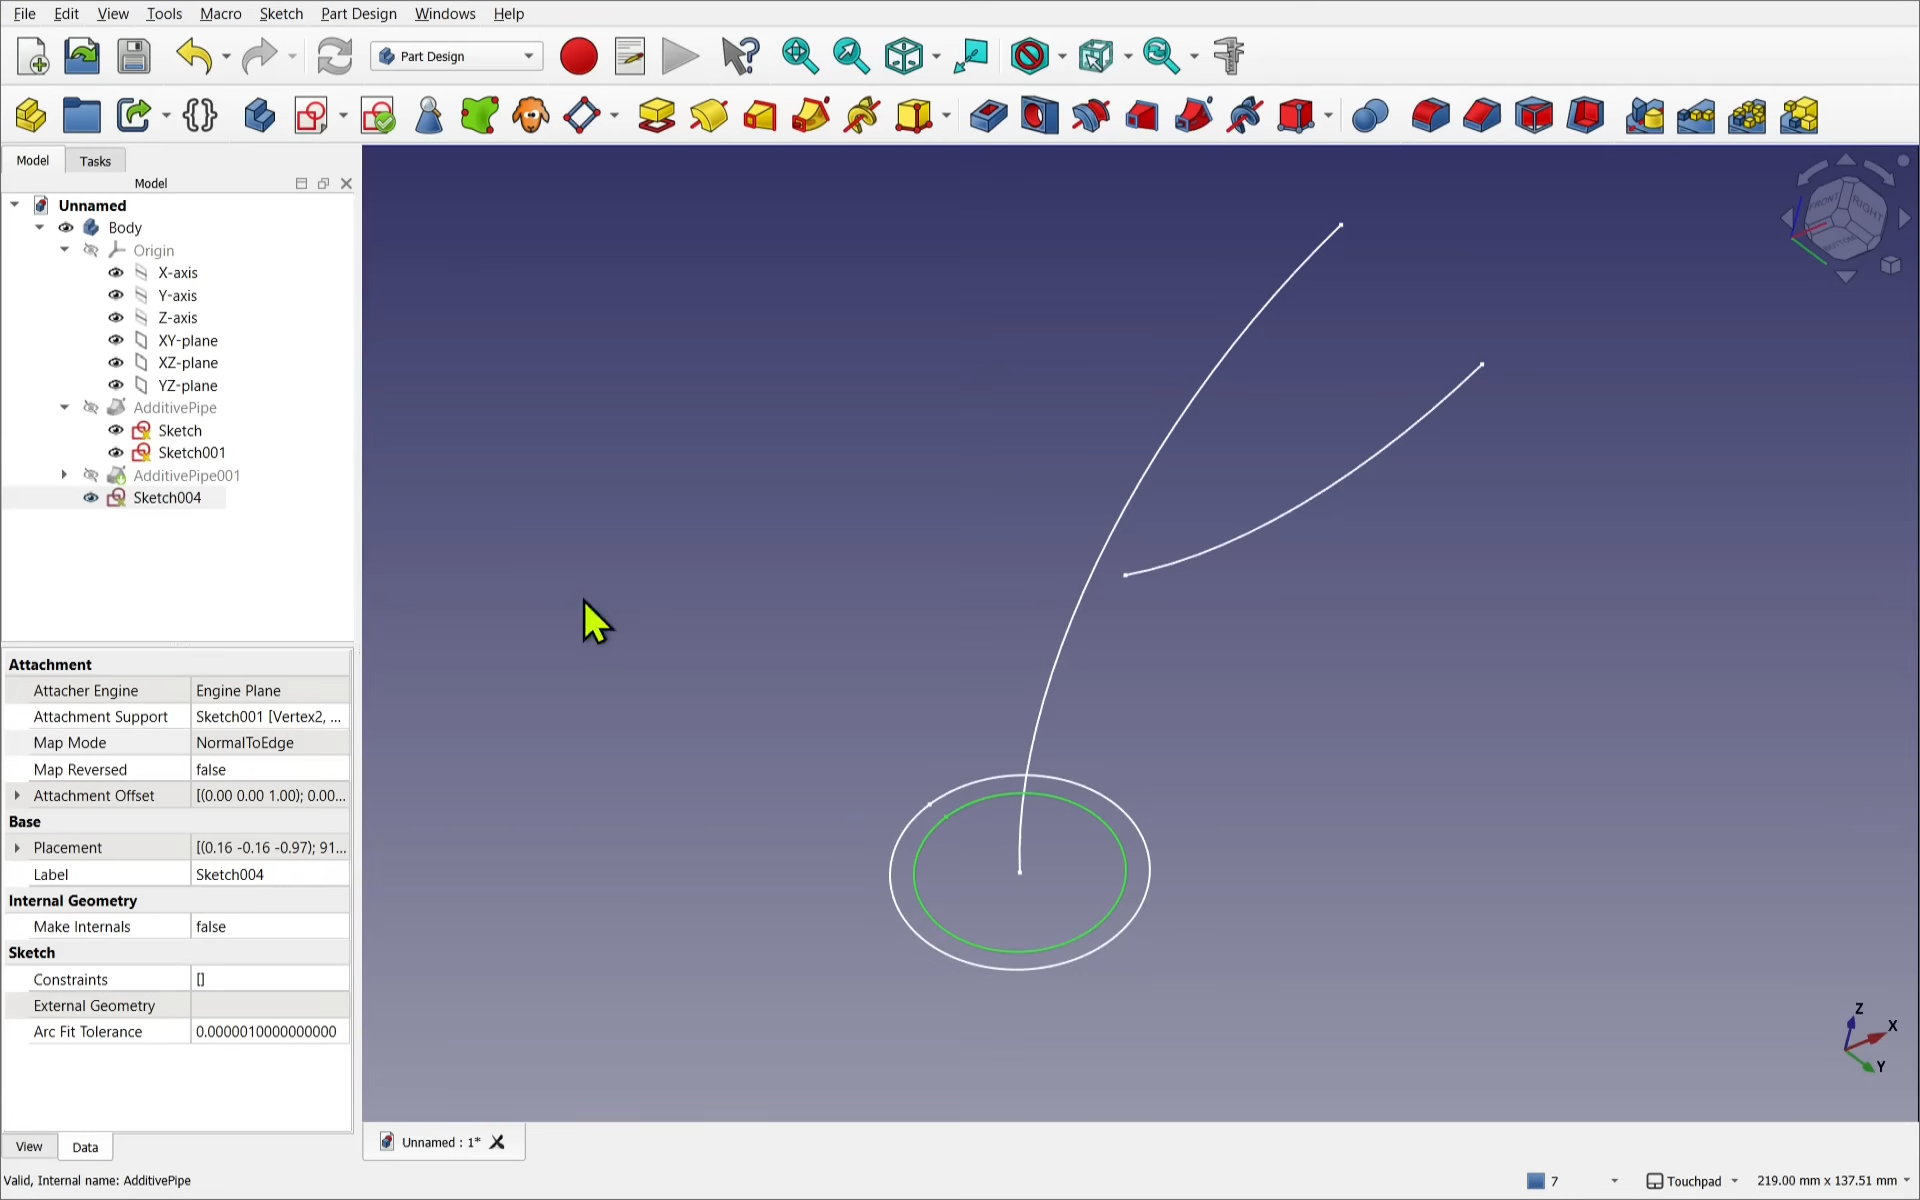 File Edit View Tools Macro Sketch Part Design Windows Help
Part Design
Model Tasks
Model
Unnamed
Body
Origin
X-axis
Y-axis
Z-axis
XY-plane
XZ-plane
YZ-plane
AdditivePipe
Sketch
Sketch001
AdditivePipe001
Sketch004
Attachment
Attacher Engine Engine Plane
Attachment Support Sketch001 [Vertex2, ...
Map Mode NormalToEdge
Map Reversed false
Attachment Offset [(0.00 0.00 1.00); 0.00...
Base
Placement [(0.16 -0.16 -0.97); 91...
Label Sketch004
Internal Geometry
Make Internals false
Sketch
Constraints []
External Geometry
Arc Fit Tolerance 0.0000010000000000
View Data
FRONT RIGHT
BOTTOM
Z
X
Y
Unnamed : 1*
Valid, Internal name: AdditivePipe
7 Touchpad 219.00 mm x 137.51 mm